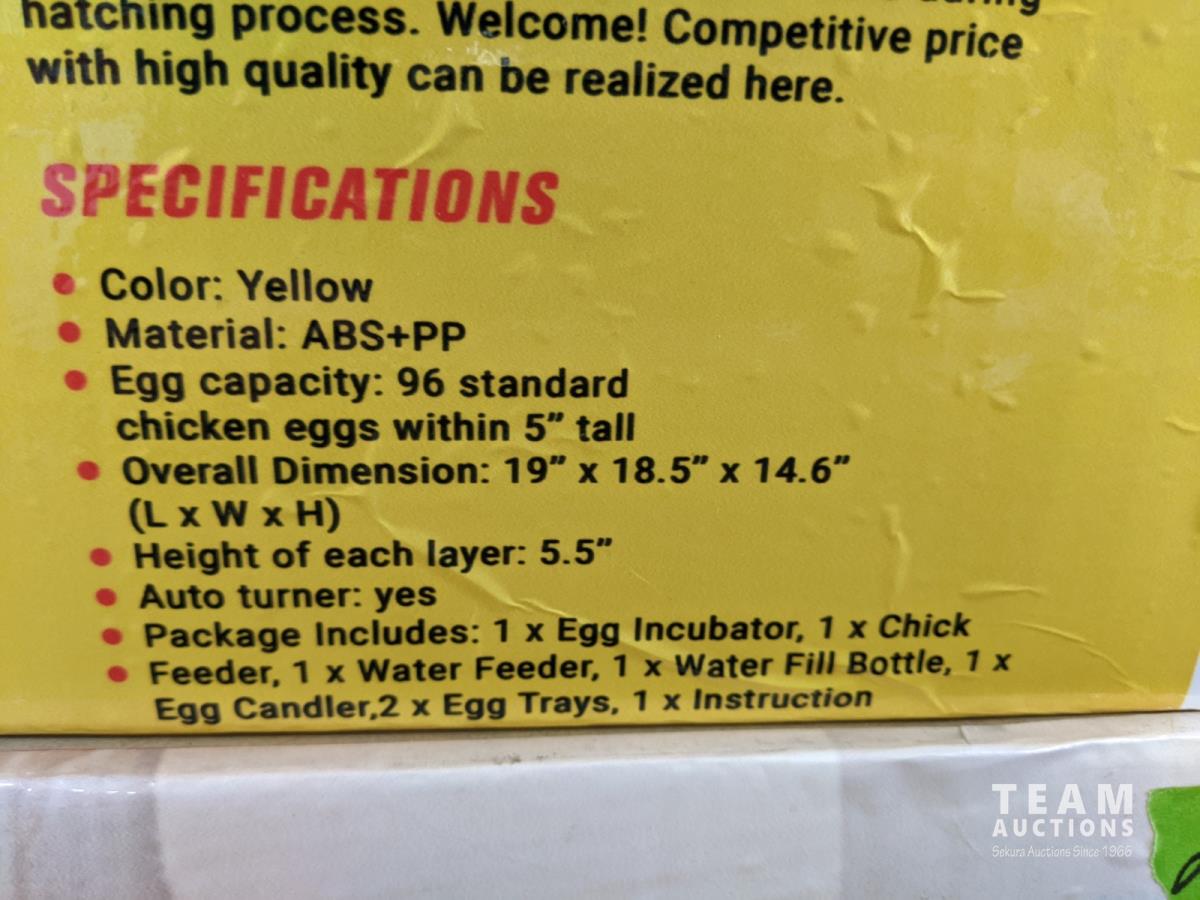 hatching process. Welcome! Competitive price
with high quality can be realized here.
SPECIFICATIONS
• Color: Yellow
• Material: ABS+PP
• Egg capacity: 96 standard
chicken eggs within 5” tall
• Overall Dimension: 19” x 18.5” x 14.6”
(L x W x H)
• Height of each layer: 5.5”
• Auto turner: yes
• Package Includes: 1 x Egg Incubator, 1 x Chick
• Feeder, 1 x Water Feeder, 1 x Water Fill Bottle, 1 x
Egg Candler,2 x Egg Trays, 1 x Instruction
TEAM
AUCTIONS
Sekura Auctions Since 1966